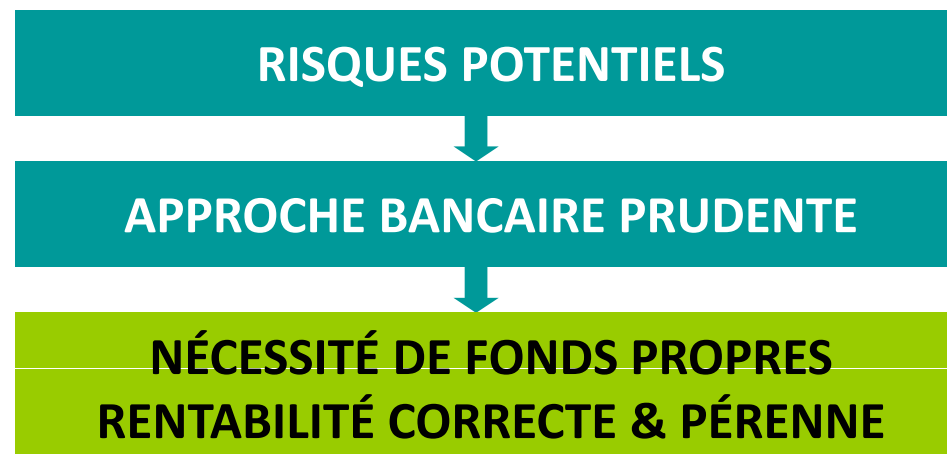 RISQUES POTENTIELS
APPROCHE BANCAIRE PRUDENTE
NÉCESSITÉ DE FONDS PROPRES
RENTABILITÉ CORRECTE & PÉRENNE